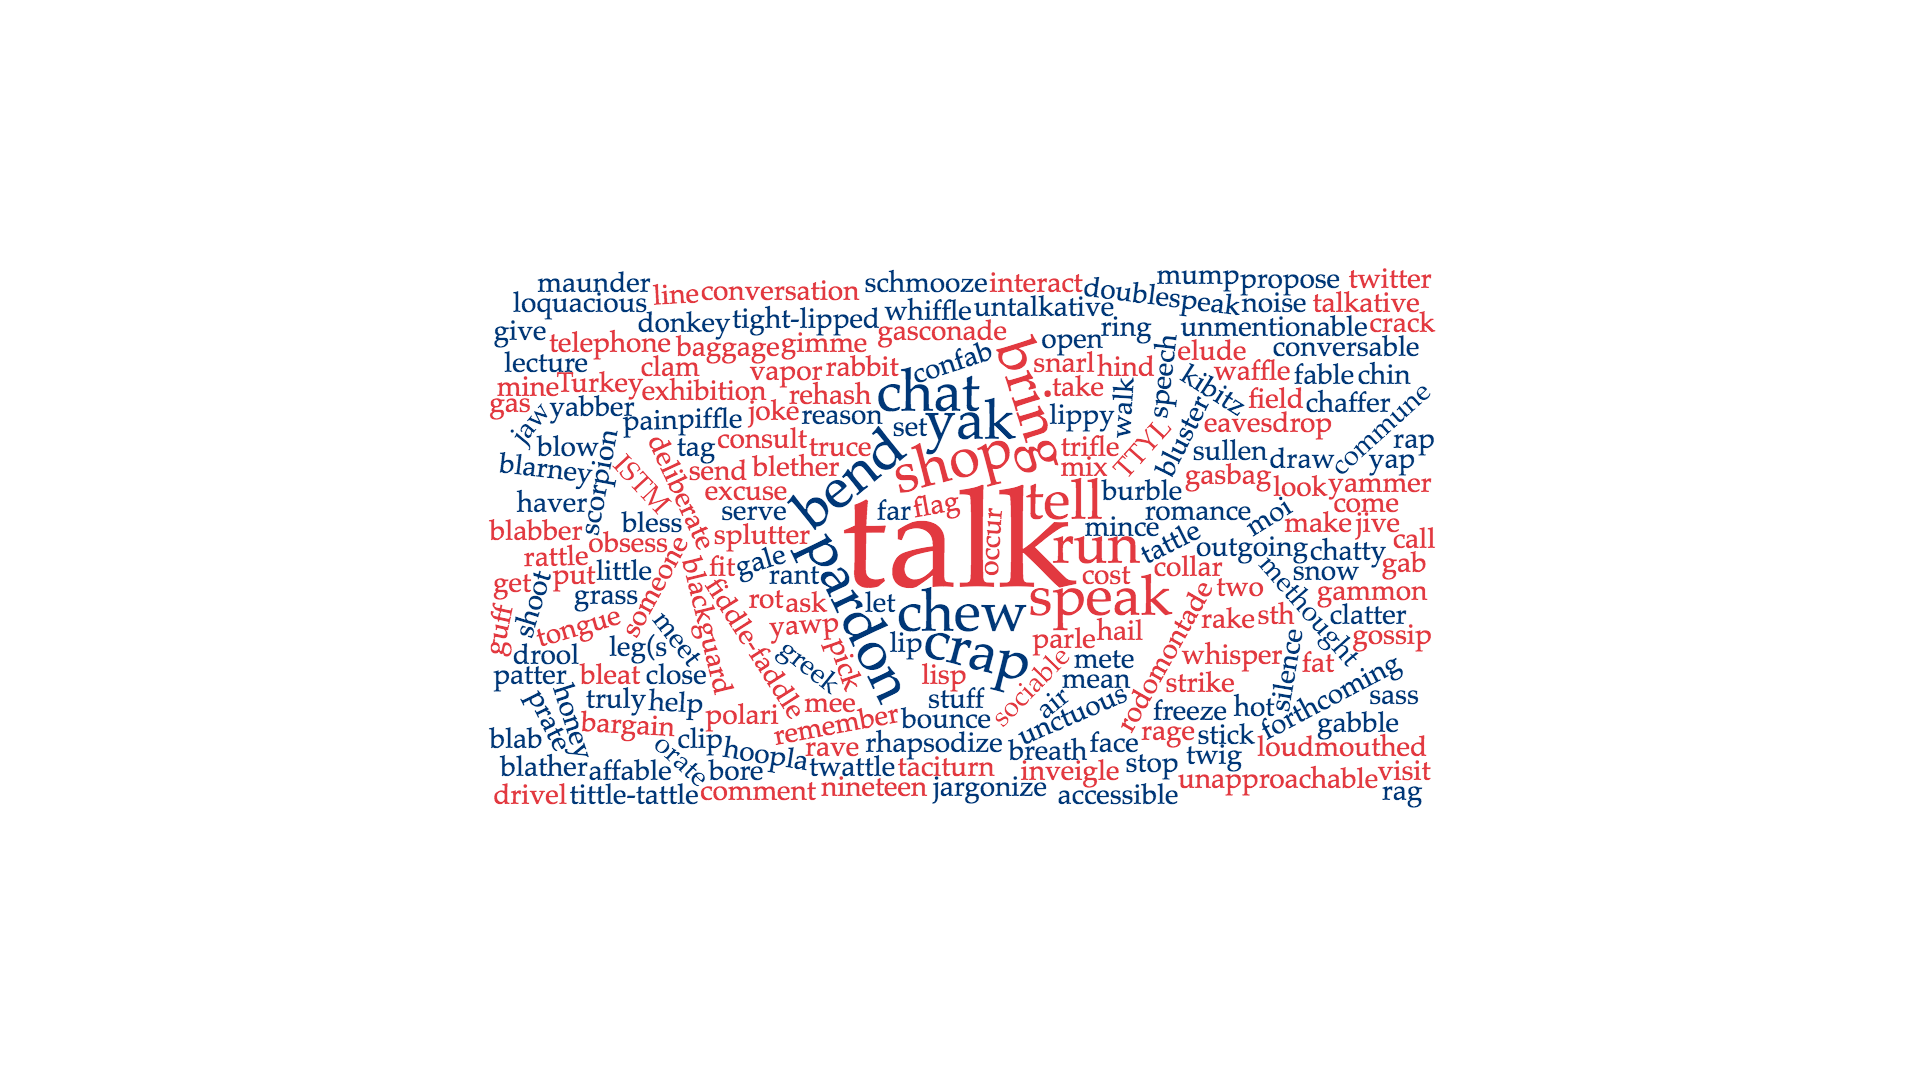 maunder
schmooze
interact
mump
propose
twitter
loquacious
line
conversation
doublespeak
noise
talkative
whiffle
untalkative
give
donkey
tight-lipped
gasconade
ring
unmentionable
crack
telephone
baggage
gimme
open
elude
conversable
lecture
clam
vapor
rabbit
confab
bring
snarl
hind
speech
waffle
fable
chin
mine
Turkey
exhibition
rehash
chat
.
take
walk
kibitz
field
chaffer
gas
jaw
yabber
pain
piffle
joke
reason
set
yak
lippy
bluster
eavesdrop
commune
blow
scorpion
tag
consult
truce
bend
shop
trifle
TTYL
sullen
draw
rap
yap
blarney
ISTM
deliberate
send
blether
mix
gasbag
look
yammer
haver
excuse
far
flag
talk
tell
burble
come
blabber
bless
serve
occur
mince
romance
moi
make
jive
rattle
obsess
splutter
run
tattle
outgoing
chatty
call
get
put
little
someone
fit
gale
rant
pardon
cost
collar
methought
snow
gab
guff
shoot
grass
blackguard
fiddle-faddle
rot
ask
let
chew
speak
rodomontade
two
gammon
tongue
meet
yawp
rake
sth
clatter
drool
leg(s
greek
pick
lip
crap
parle
hail
silence
gossip
patter
bleat
close
lisp
sociable
mete
whisper
fat
prate
honey
truly
help
mee
stuff
air
mean
strike
forthcoming
sass
bargain
polari
remember
bounce
unctuous
freeze
hot
gabble
blab
orate
clip
hoopla
rave
rhapsodize
breath
face
rage
stick
loudmouthed
blather
affable
bore
twattle
taciturn
inveigle
stop
twig
unapproachable
visit
drivel
tittle-tattle
comment
nineteen
jargonize
accessible
rag